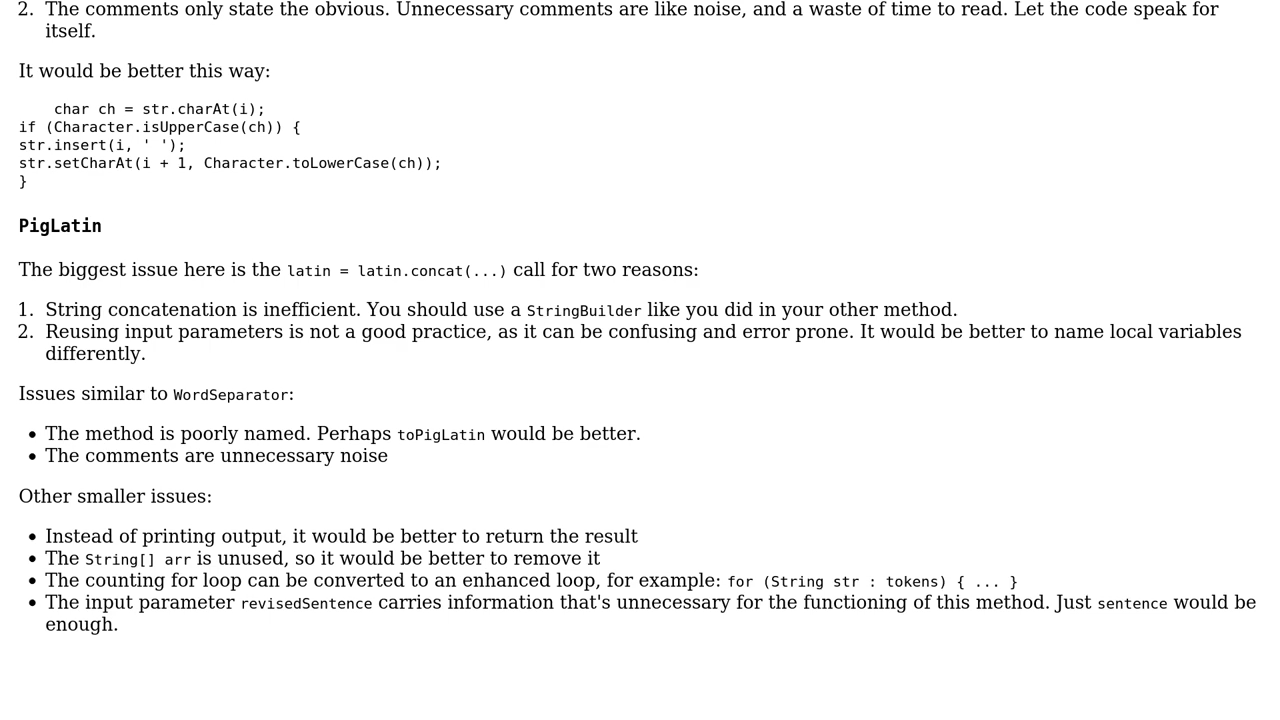 2. The comments only state the obvious. Unnecessary comments are like noise, and a waste of time to read. Let the code speak for
itself.
It would be better this way:
char ch = str.charAt(i);
if (Character.isUpperCase(ch)) {
str.insert(i, ' ');
str.setCharAt(i + 1, Character.toLowerCase(ch));
}
PigLatin
The biggest issue here is the latin = latin.concat(...) call for two reasons:
1. String concatenation is inefficient. You should use a StringBuilder like you did in your other method.
2. Reusing input parameters is not a good practice, as it can be confusing and error prone. It would be better to name local variables
differently.
Issues similar to WordSeparator:
• The method is poorly named. Perhaps toPigLatin would be better.
• The comments are unnecessary noise
Other smaller issues:
• Instead of printing output, it would be better to return the result
• The String[] arr is unused, so it would be better to remove it
• The counting for loop can be converted to an enhanced loop, for example: for (String str : tokens) { ... }
• The input parameter revisedSentence carries information that's unnecessary for the functioning of this method. Just sentence would be
enough.